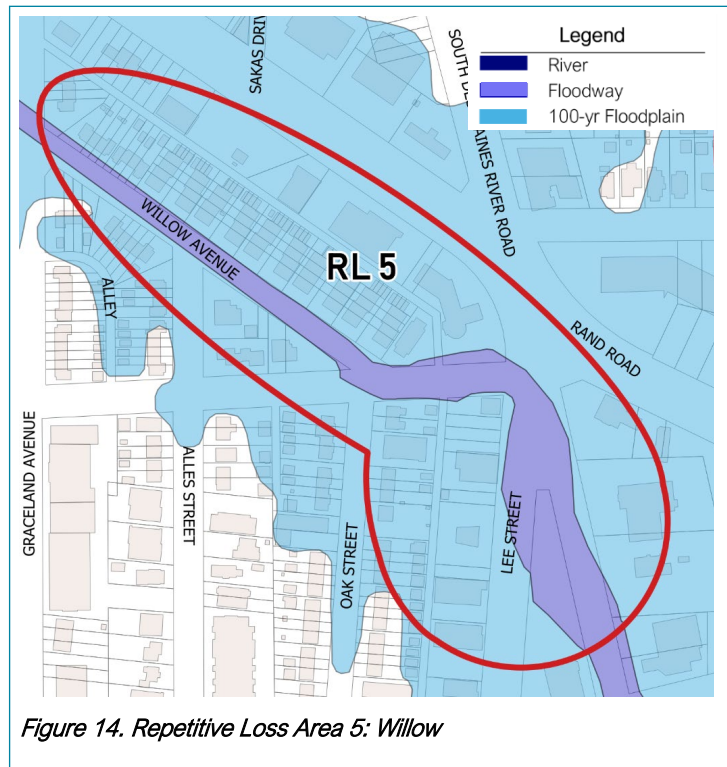 SAKAS DRI
SOUTH DE
AINES RIVER ROAD
Legend
River
Floodway
100-yr Floodplain
WILLOW AVENUE
RL 5
ALLEY
RAND ROAD
GRACELAND AVENUE
ALLES STREET
OAK STREET
LEE STREET
Figure 14. Repetitive Loss Area 5: Willow